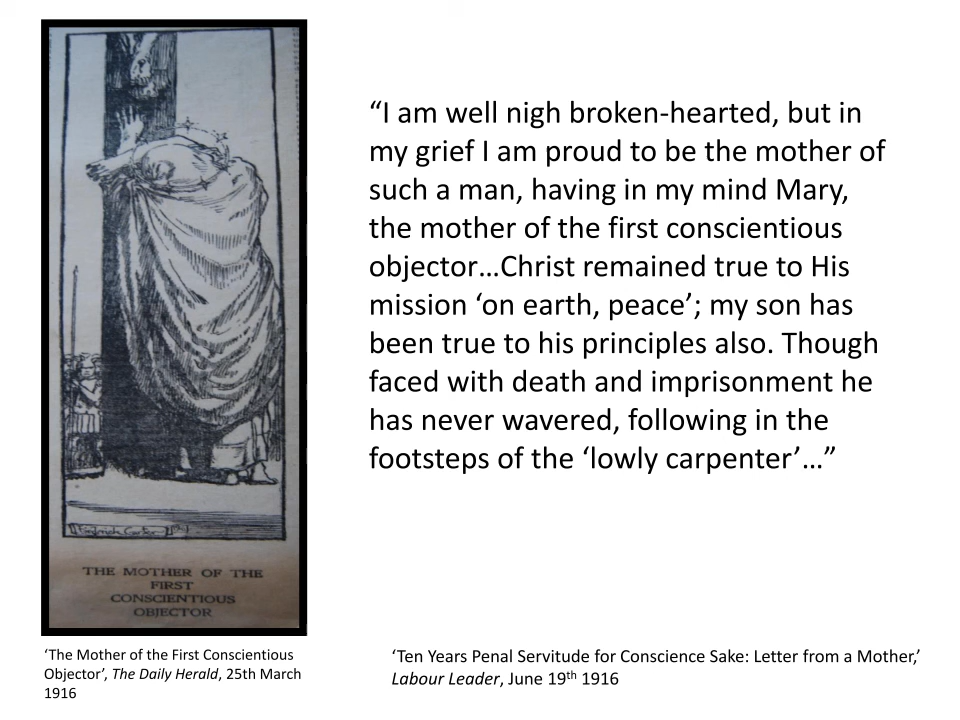 THE MOTHER OF THE
FIRST
CONSCIENTIOUS
OBJECTOR
‘The Mother of the First Conscientious
Objector’, The Daily Herald, 25th March
1916
“I am well nigh broken-hearted, but in
my grief I am proud to be the mother of
such a man, having in my mind Mary,
the mother of the first conscientious
objector…Christ remained true to His
mission ‘on earth, peace’; my son has
been true to his principles also. Though
faced with death and imprisonment he
has never wavered, following in the
footsteps of the ‘lowly carpenter’…”
‘Ten Years Penal Servitude for Conscience Sake: Letter from a Mother,’
Labour Leader, June 19th 1916